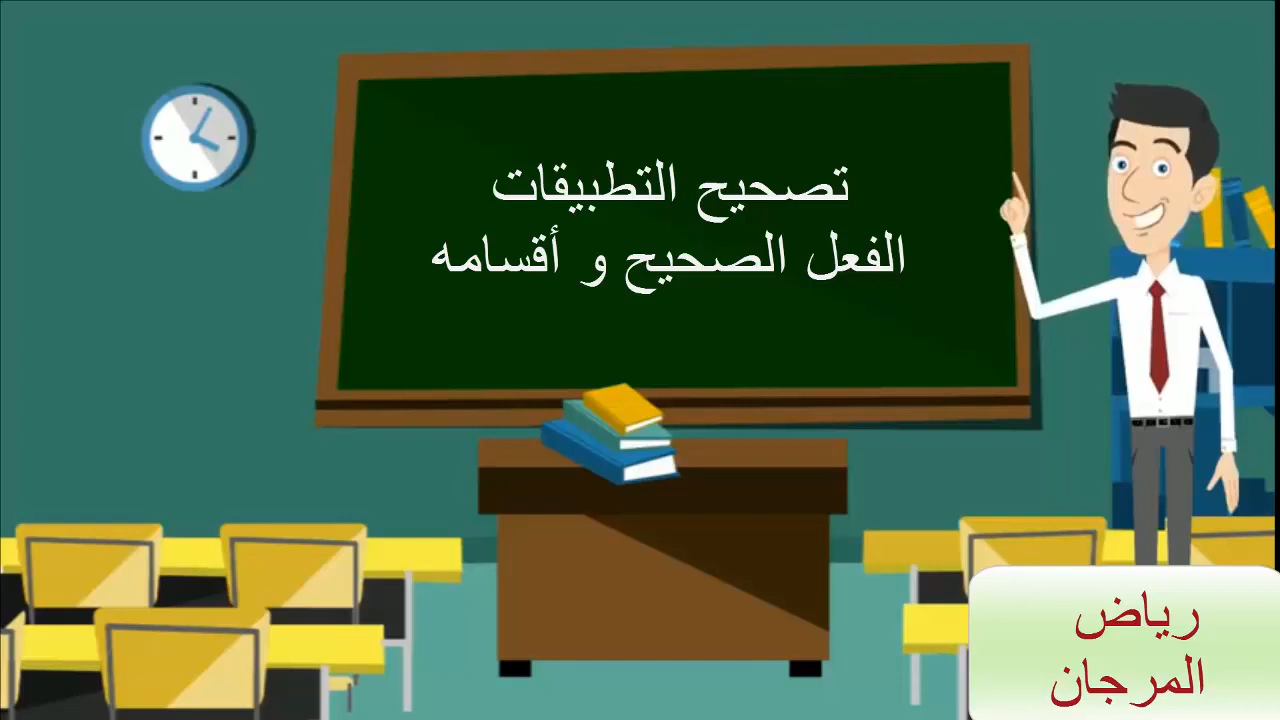 تصحيح التطبيقات
الفعل الصحيح و أقسامه
رياض
المرجان